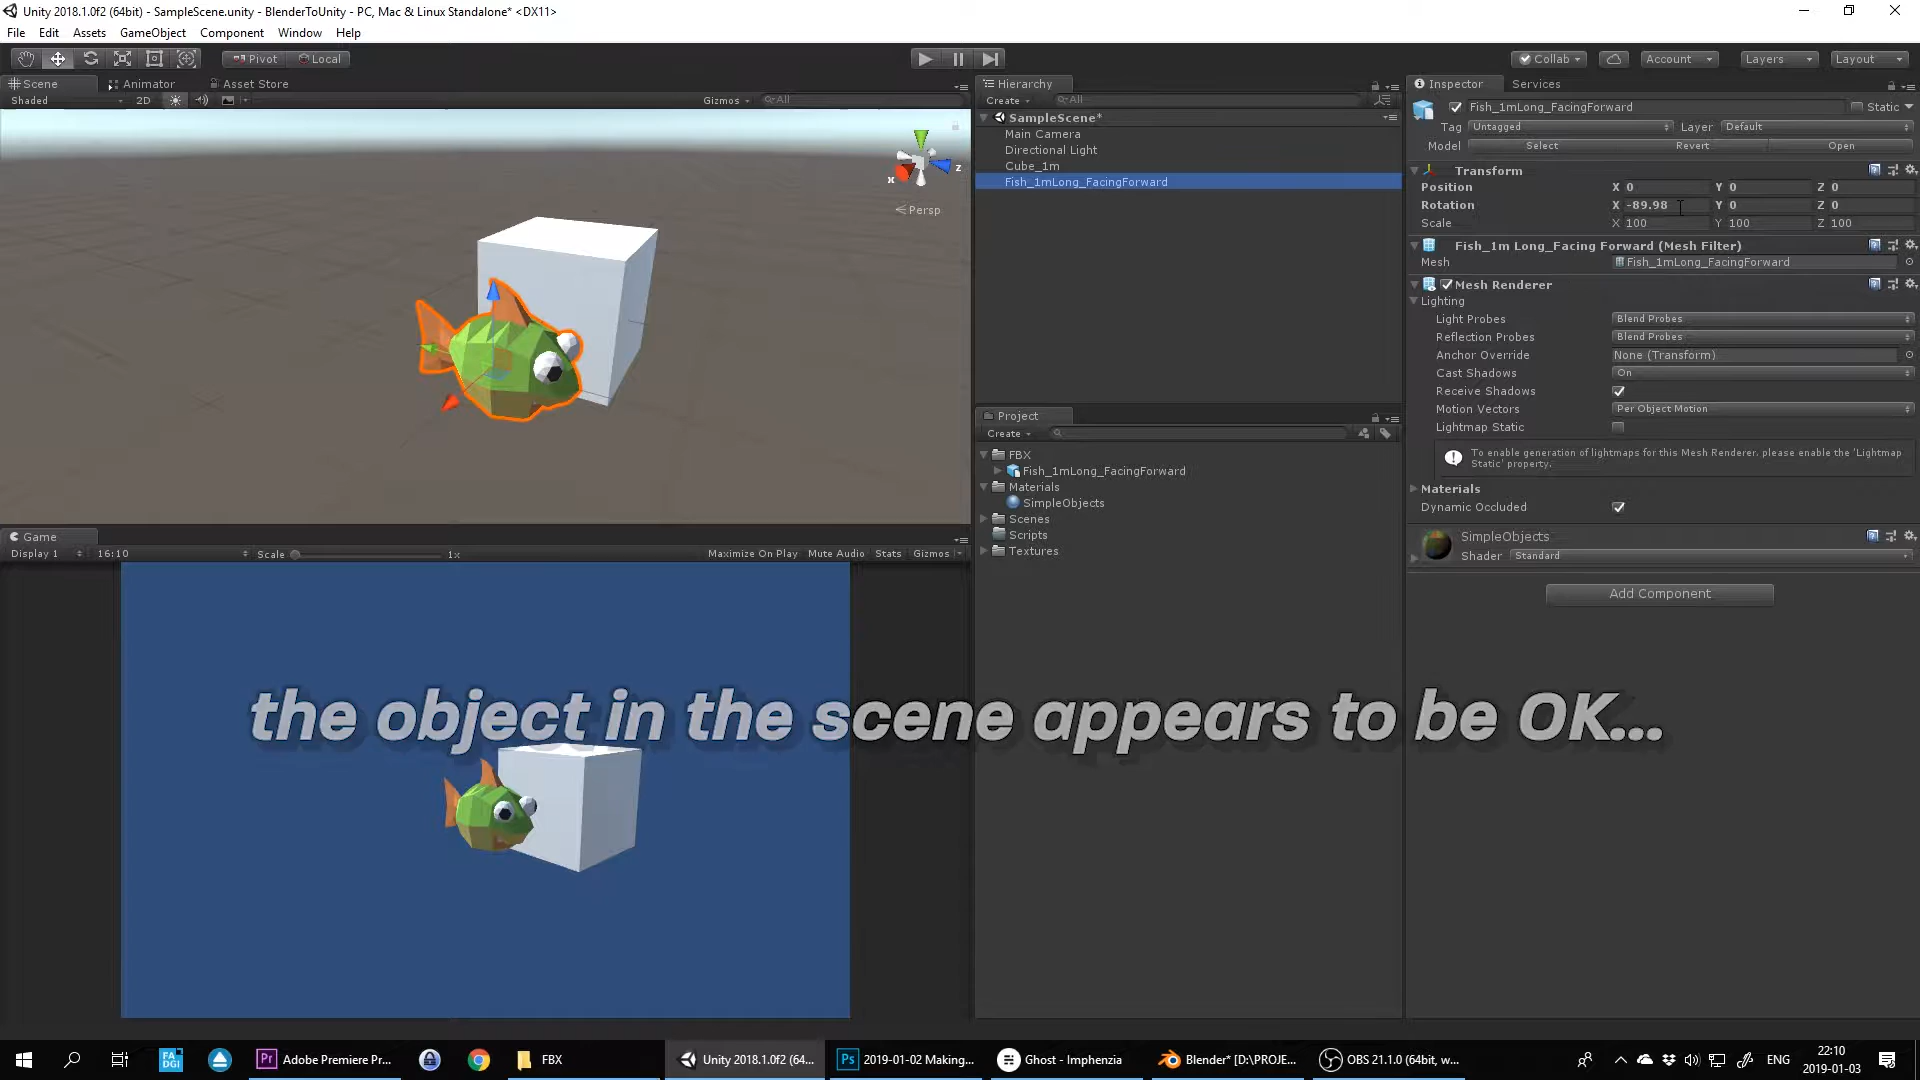 Unity 2018.1.0f2 (64bit) - SampleScene.unity - BlenderToUnity - PC, Mac & Linux Standalone* <DX11>
File Edit Assets GameObject Component Window Help
Pivot Local
Collab Account Layers Layout
Scene Animator Asset Store
Shaded 2D Gizmos All
x z
Persp
Hierarchy
Create All
SampleScene*
Main Camera
Directional Light
Cube_1m
Fish_1mLong_FacingForward
Project
Create
FBX
Fish_1mLong_FacingForward
Materials
SimpleObjects
Scenes
Scripts
Textures
Inspector Services
Fish_1mLong_FacingForward Static
Tag Untagged Layer Default
Model Select Revert Open
Transform
Position X 0 Y 0 Z 0
Rotation X -89.98 Y 0 Z 0
Scale X 100 Y 100 Z 100
Fish_1m Long_Facing Forward (Mesh Filter)
Mesh Fish_1mLong_FacingForward
Mesh Renderer
Lighting
Light Probes Blend Probes
Reflection Probes Blend Probes
Anchor Override None (Transform)
Cast Shadows On
Receive Shadows
Motion Vectors Per Object Motion
Lightmap Static
To enable generation of lightmaps for this Mesh Renderer, please enable the 'Lightmap
Static' property.
Materials
Dynamic Occluded
SimpleObjects
Shader Standard
Add Component
Game
Display 1 16:10 Scale 1x Maximize On Play Mute Audio Stats Gizmos
the object in the scene appears to be OK...
FA
DGI
Pr Adobe Premiere Pr...
FBX
Unity 2018.1.0f2 (64...
Ps 2019-01-02 Making...
Ghost - Imphenzia
Blender* [D:\PROJE...
OBS 21.1.0 (64bit, w...
ENG
22:10
2019-01-03